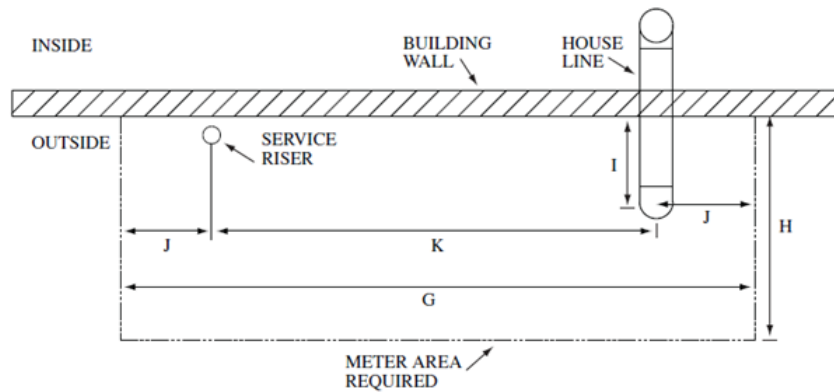 INSIDE
BUILDING
WALL
HOUSE
LINE
OUTSIDE
SERVICE
RISER
I
J
J
K
H
G
METER AREA
REQUIRED